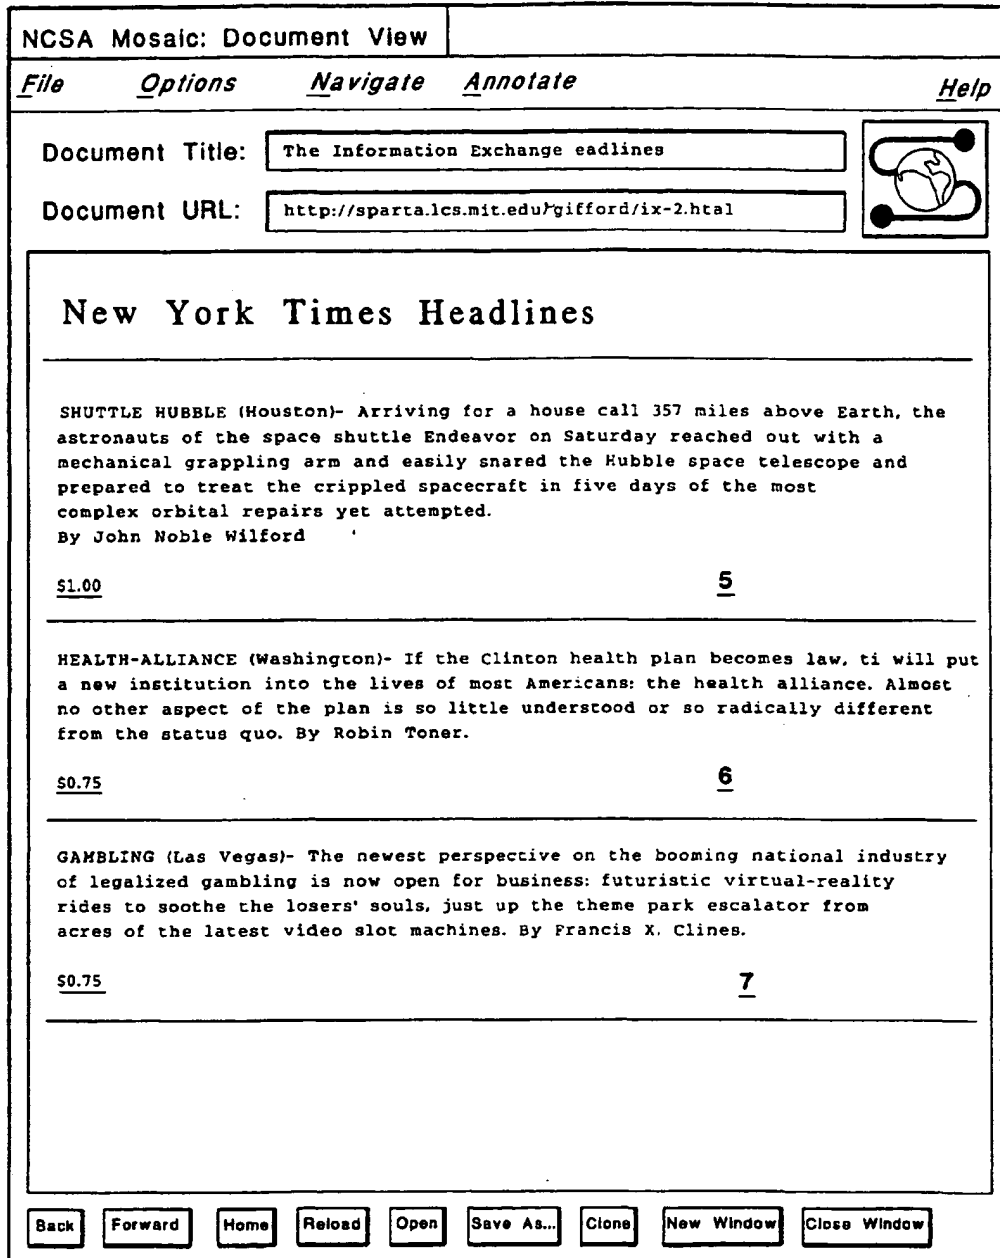 NCSA Mosaic: Document View
File Options Navigate Annotate Help
Document Title: The Information Exchange eadlines
Document URL: http://sparta.lcs.mit.edu/~gifford/ix-2.htal
New York Times Headlines
SHUTTLE HUBBLE (Houston)- Arriving for a house call 357 miles above Earth, the
astronauts of the space shuttle Endeavor on Saturday reached out with a
mechanical grappling arm and easily snared the Hubble space telescope and
prepared to treat the crippled spacecraft in five days of the most
complex orbital repairs yet attempted.
By John Noble Wilford
$1.00 5
HEALTH-ALLIANCE (Washington)- If the Clinton health plan becomes law, ti will put
a new institution into the lives of most Americans: the health alliance. Almost
no other aspect of the plan is so little understood or so radically different
from the status quo. By Robin Toner.
$0.75 6
GAMBLING (Las Vegas)- The newest perspective on the booming national industry
of legalized gambling is now open for business: futuristic virtual-reality
rides to soothe the losers' souls, just up the theme park escalator from
acres of the latest video slot machines. By Francis X. Clines.
$0.75 7
Back Forward Home Reload Open Save As... Clone New Window Close Window